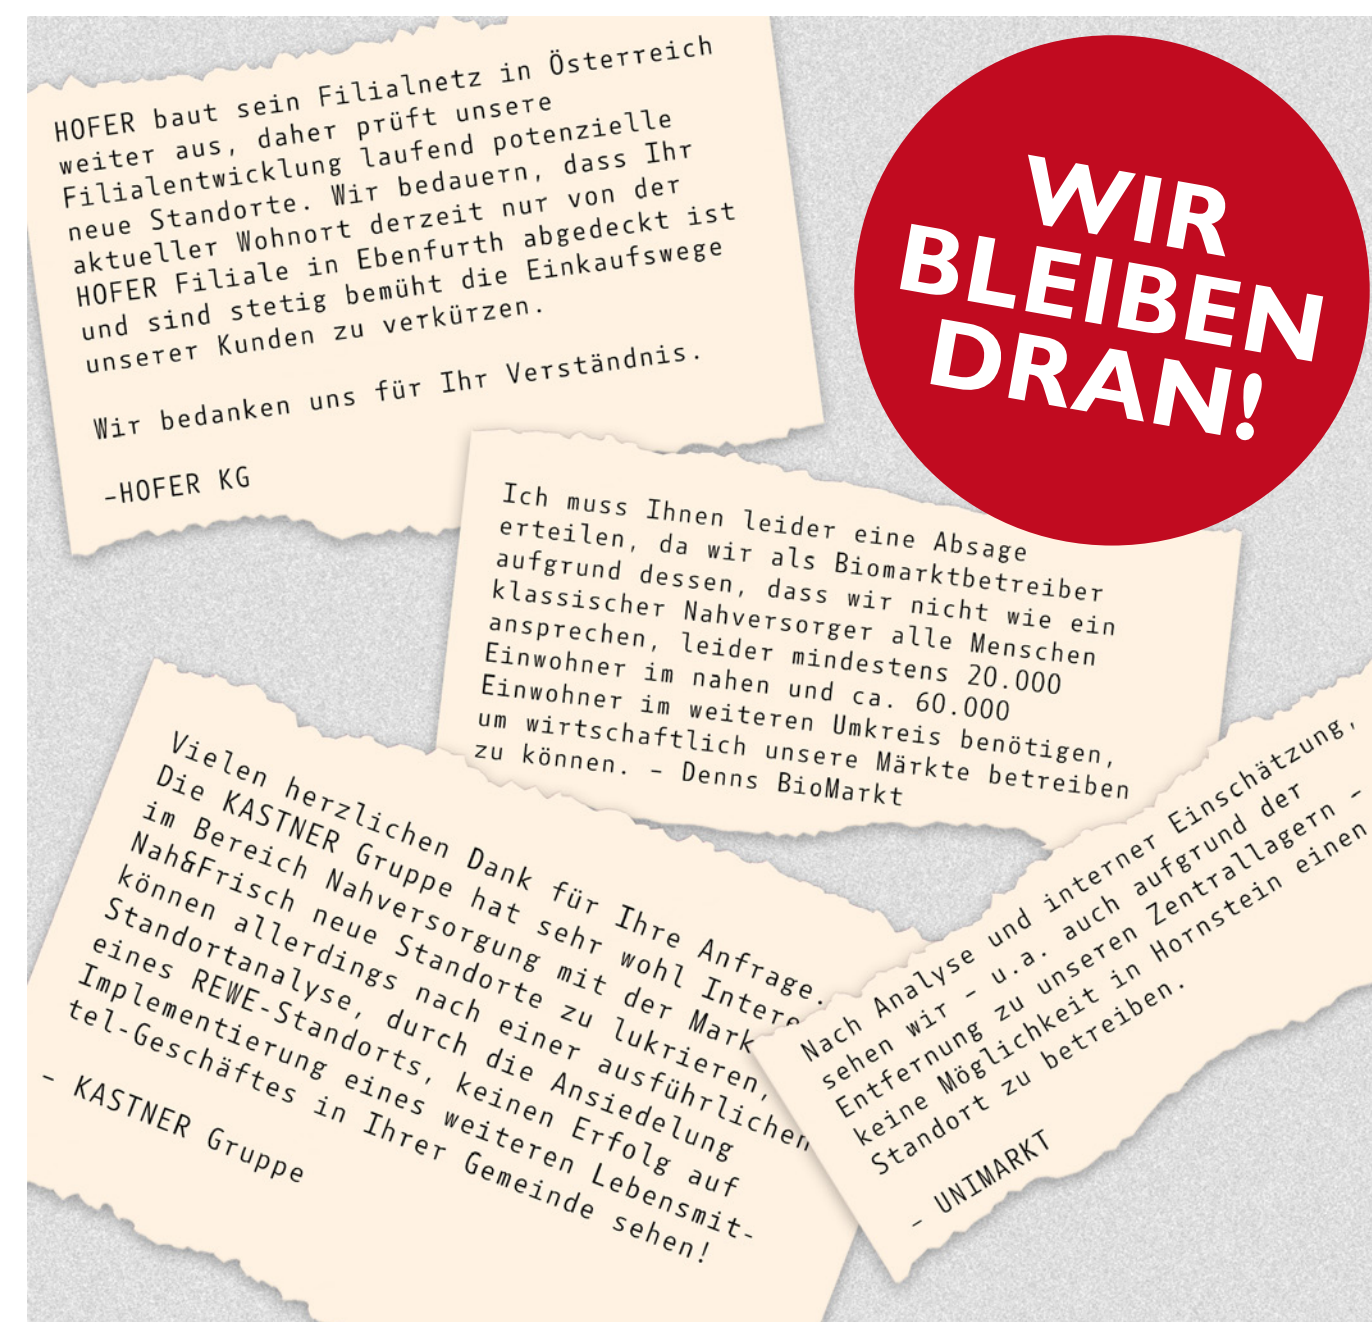 HOFER baut sein Filialnetz in Österreich
weiter aus, daher prüft unsere
Filialentwicklung laufend potenzielle
neue Standorte. Wir bedauern, dass Ihr
aktueller Wohnort derzeit nur von der
HOFER Filiale in Ebenfurth abgedeckt ist
und sind stetig bemüht die Einkaufswege
unserer Kunden zu verkürzen.
Wir bedanken uns für Ihr Verständnis.
–HOFER KG
WIR
BLEIBEN
DRAN!
Ich muss Ihnen leider eine Absage
erteilen, da wir als Biomarktbetreiber
aufgrund dessen, dass wir nicht wie ein
klassischer Nahversorger alle Menschen
ansprechen, leider mindestens 20.000
Einwohner im nahen und ca. 60.000
Einwohner im weiteren Umkreis benötigen,
um wirtschaftlich unsere Märkte betreiben
zu können. – Denns BioMarkt
Vielen herzlichen Dank für Ihre Anfrage.
Die KASTNER Gruppe hat sehr wohl
im Bereich Nahversorgung mit der
Nah&Frisch neue Standorte zu lukrieren,
können allerdings nach einer ausführlichen
Standortanalyse, durch die Ansiedelung
eines REWE-Standorts, keinen Erfolg auf
Implementierung eines weiteren Lebensmit-
tel-Geschäftes in Ihrer Gemeinde sehen!
– KASTNER Gruppe
Nach Analyse und interner Einschätzung,
sehen wir – u.a. auch aufgrund der
Entfernung zu unseren Zentrallagern –
keine Möglichkeit in Hornstein einen
Standort zu betreiben.
– UNIMARKT